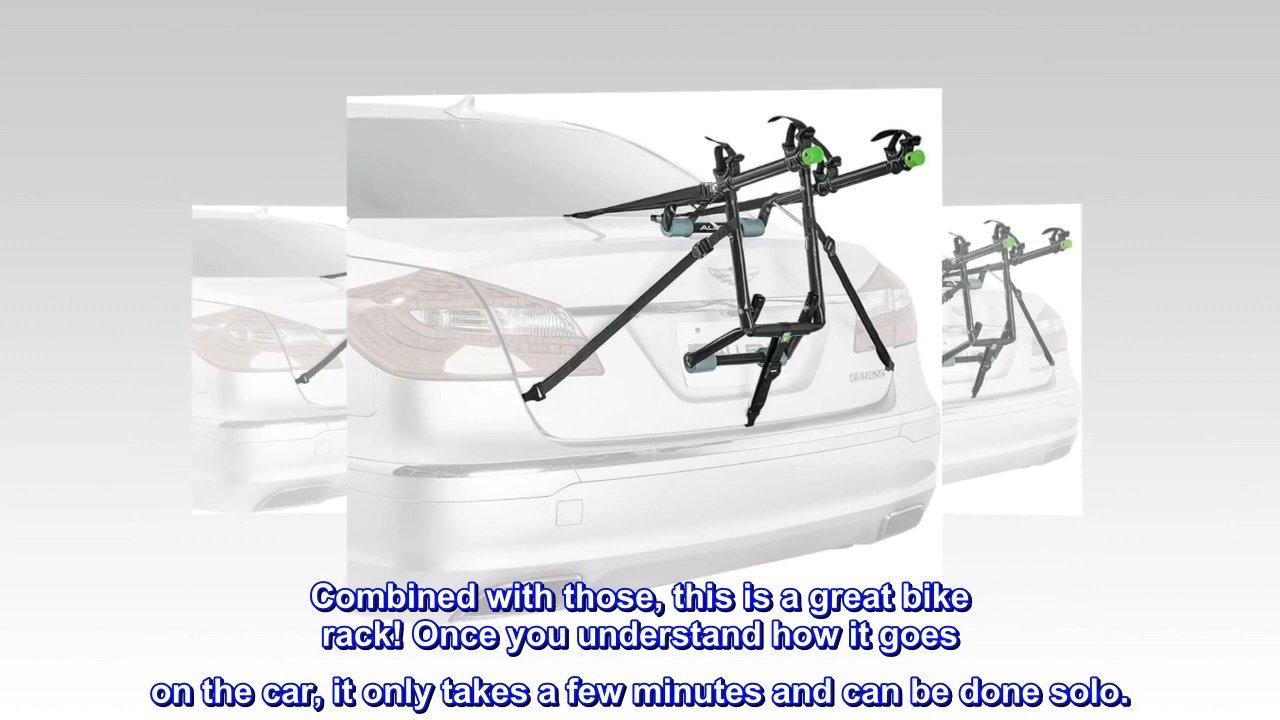 Combined with those, this is a great bike
rack! Once you understand how it goes
on the car, it only takes a few minutes and can be done solo.